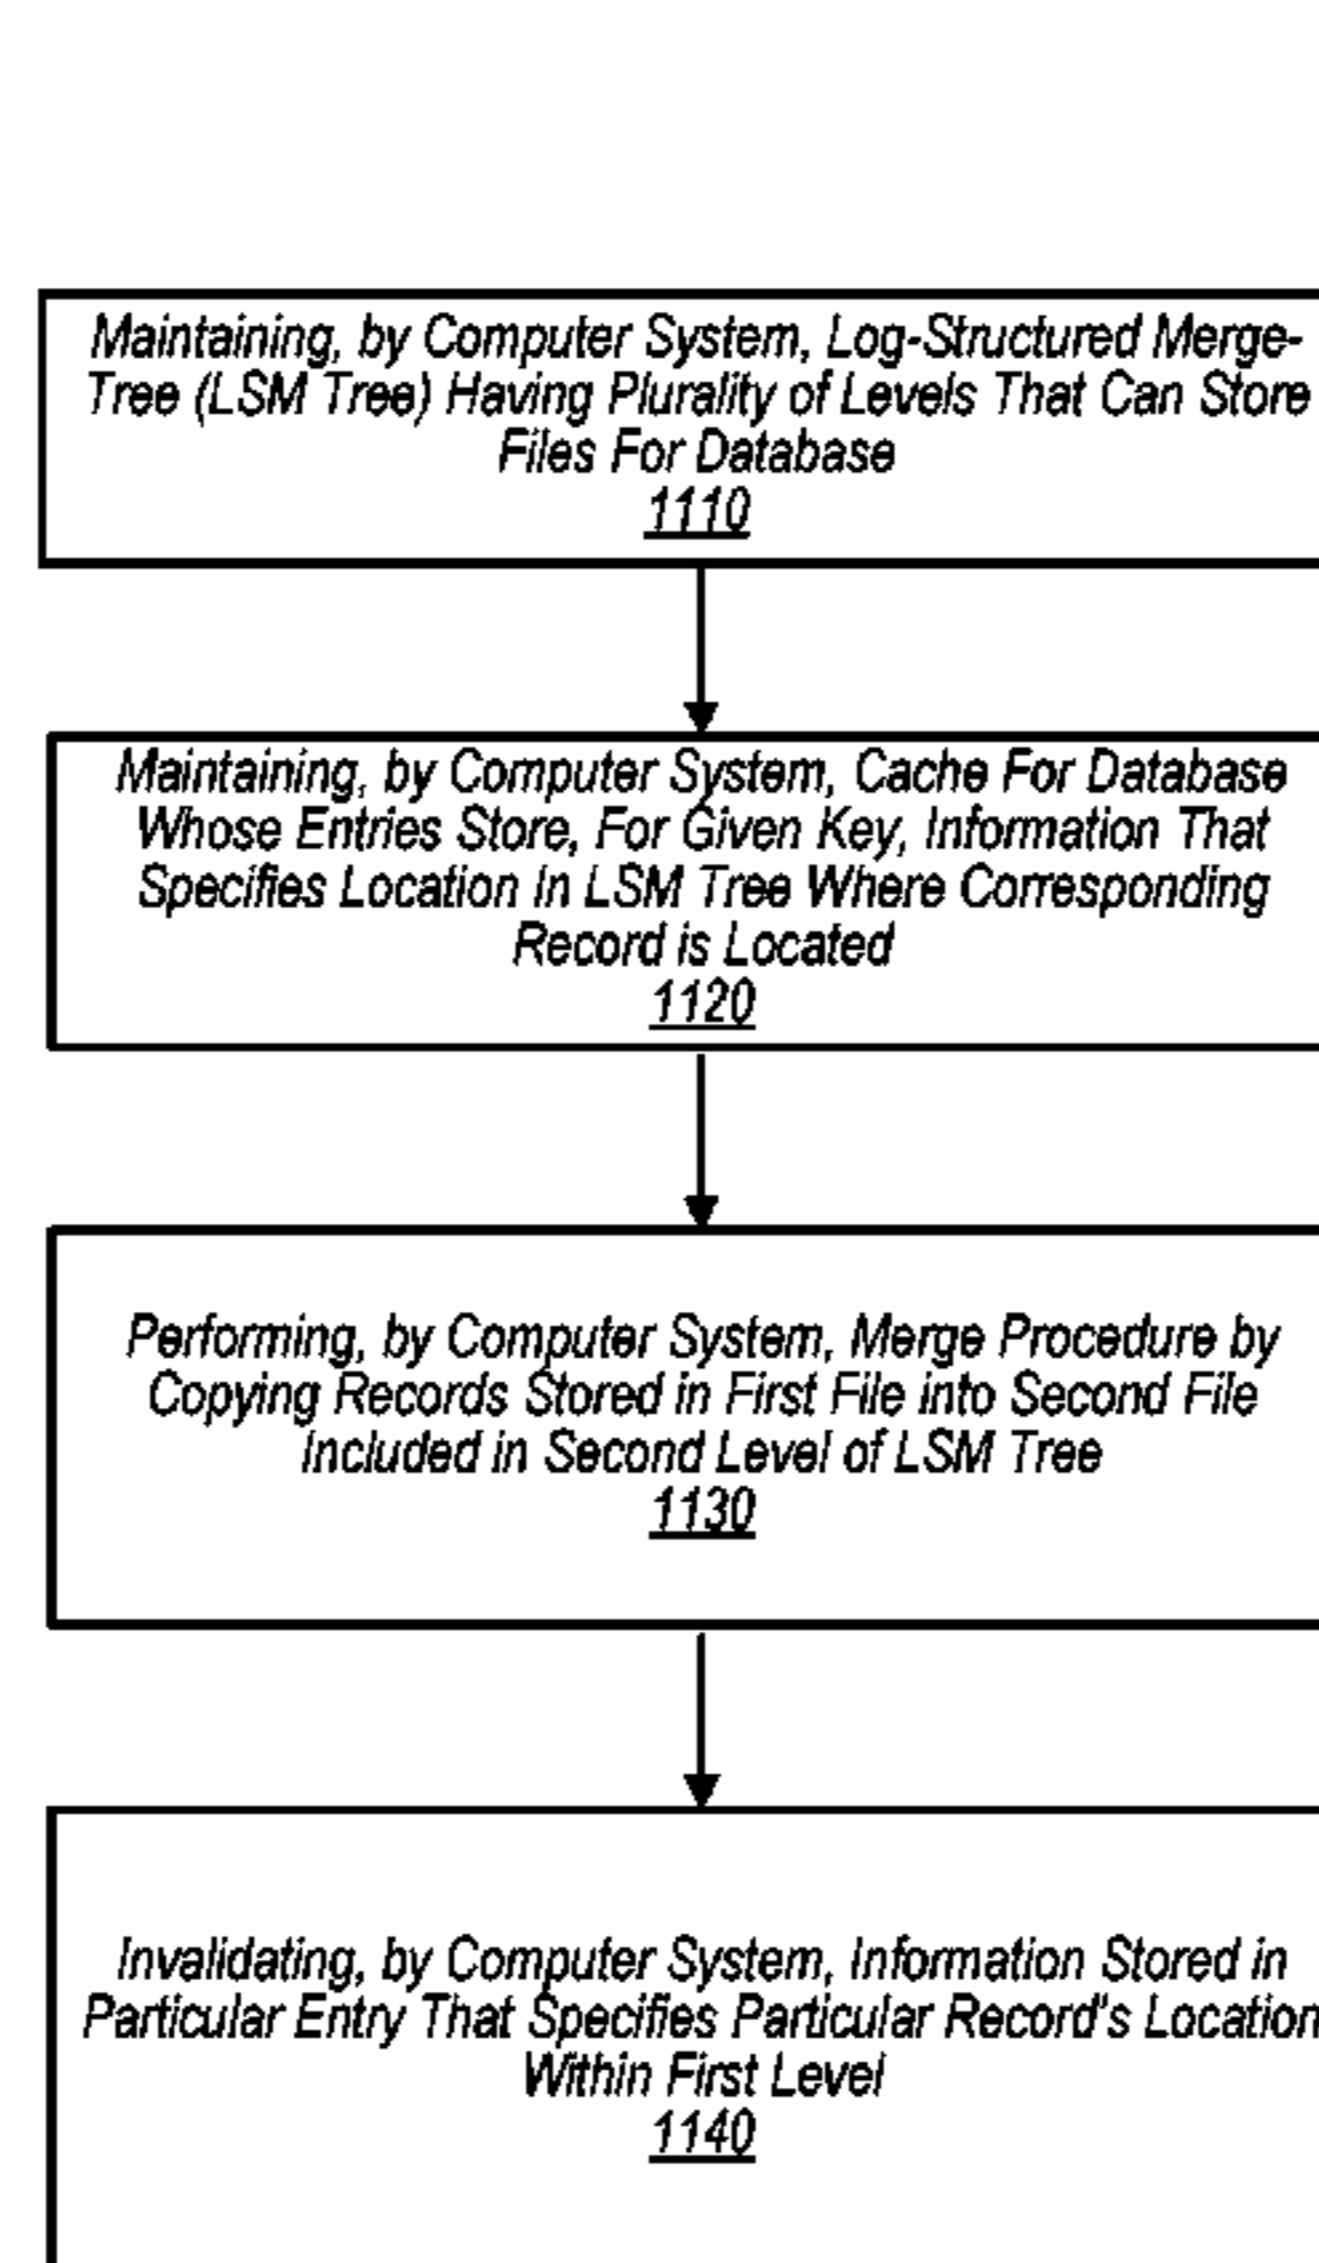 Maintaining, by Computer System, Log-Structured Merge-
Tree (LSM Tree) Having Plurality of Levels That Can Store
Files For Database
1110
Maintaining, by Computer System, Cache For Database
Whose Entries Store, For Given Key, Information That
Specifies Location In LSM Tree Where Corresponding
Record is Located
1120
Performing, by Computer System, Merge Procedure by
Copying Records Stored in First File into Second File
Included in Second Level of LSM Tree
1130
Invalidating, by Computer System, Information Stored in
Particular Entry That Specifies Particular Record's Location
Within First Level
1140